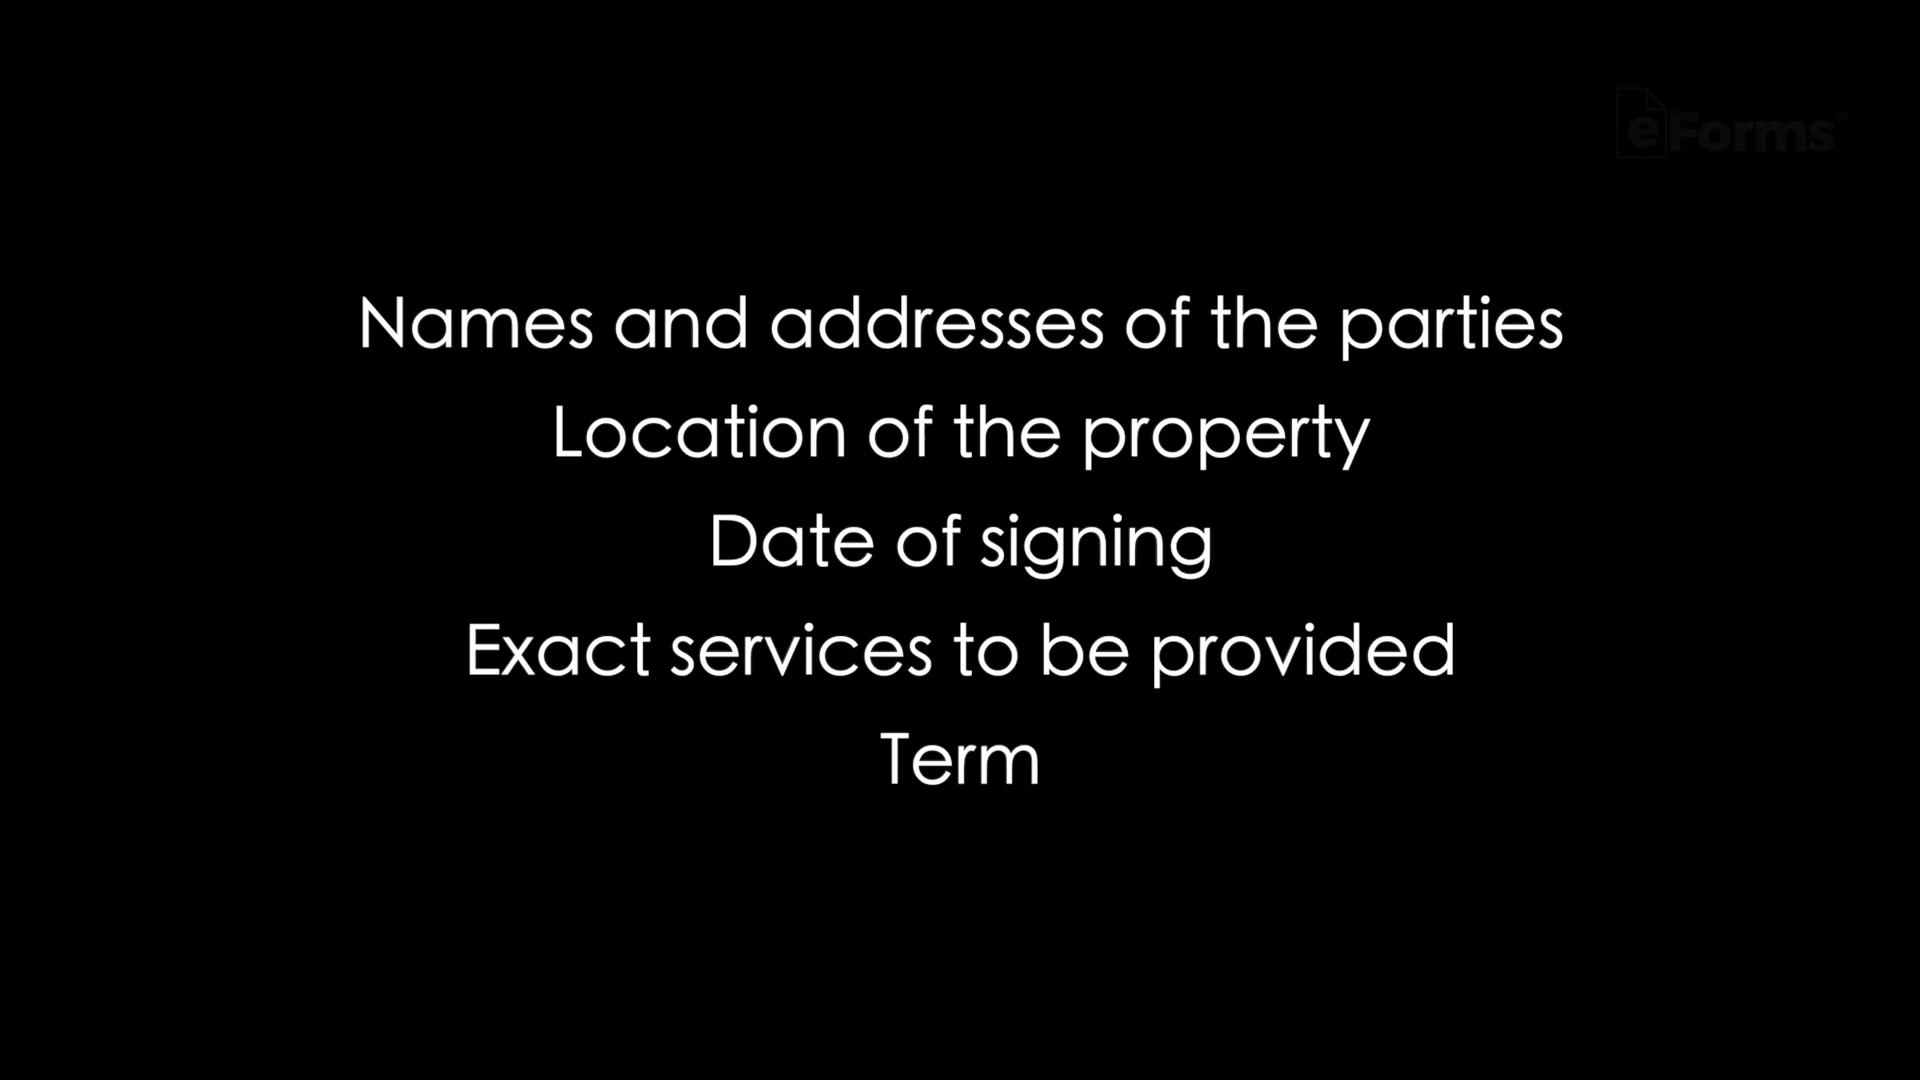 eForms®
Names and addresses of the parties
Location of the property
Date of signing
Exact services to be provided
Term